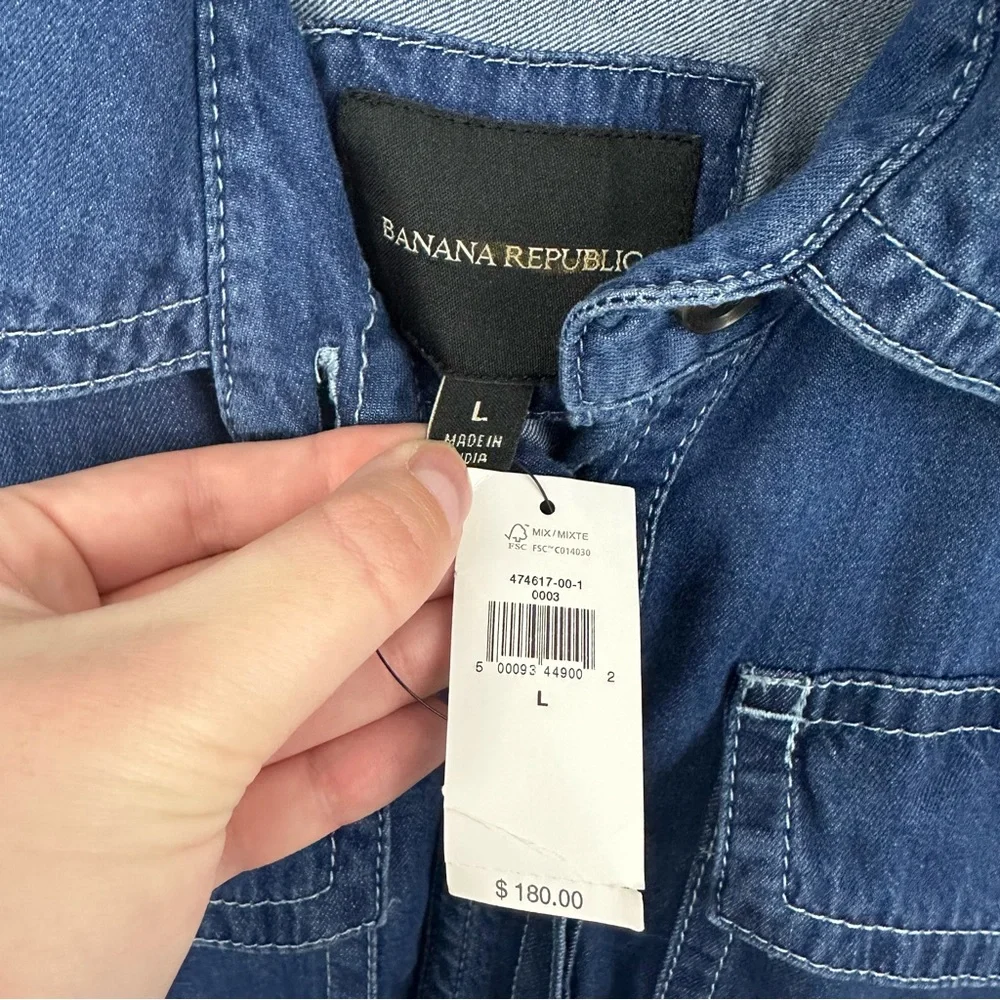 BANANA REPUBLIC
L
MADE IN
INDIA
MIX/MIXTE
FSC FSC™ C014030
474617-00-1
0003
5 00093 44900 2
L
$ 180.00